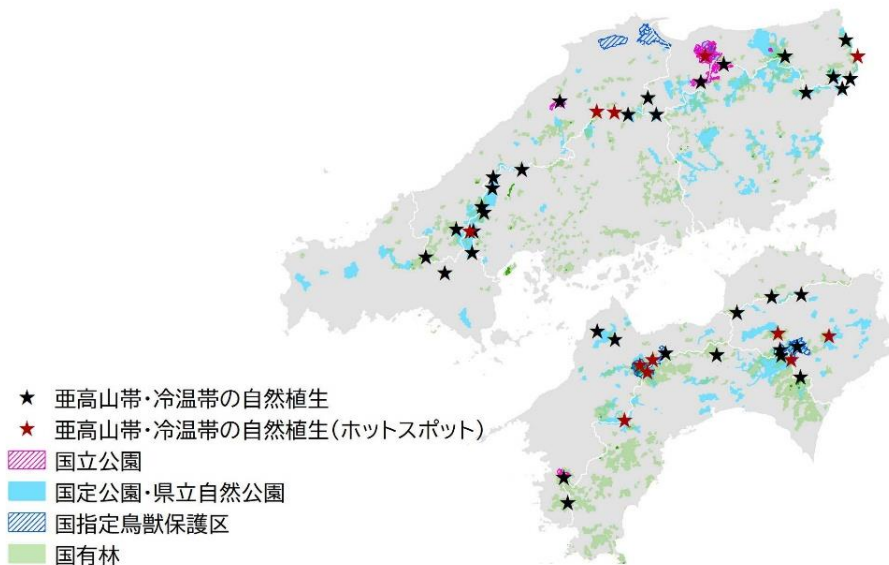 亜高山帯・冷温帯の自然植生
亜高山帯・冷温帯の自然植生(ホットスポット)
国立公園
国定公園・県立自然公園
国指定鳥獣保護区
国有林